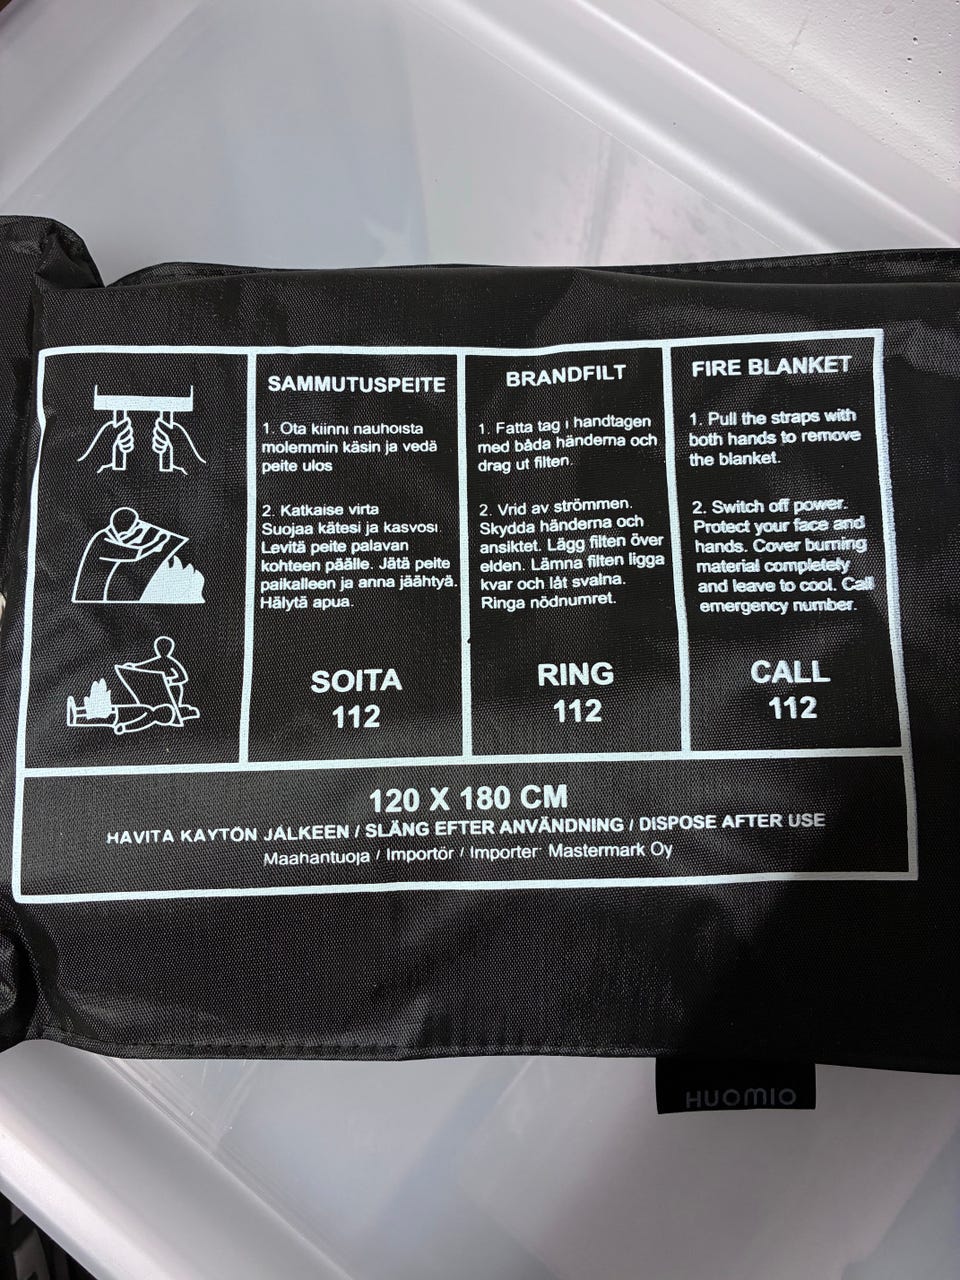 SAMMUTUSPEITE
1. Ota kiinni nauhoista
molemmin käsin ja vedä
peite ulos
2. Katkaise virta
Suojaa kätesi ja kasvosi.
Levitä peite palavan
kohteen päälle. Jätä peite
paikalleen ja anna jäähtyä.
Hälytä apua.
SOITA
112
BRANDFILT
1. Fatta tag i handtagen
med båda händerna och
drag ut filten.
2. Vrid av strömmen.
Skydda händerna och
ansiktet. Lägg filten över
elden. Lämna filten ligga
kvar och låt svalna.
Ringa nödnumret.
RING
112
FIRE BLANKET
1. Pull the straps with
both hands to remove
the blanket.
2. Switch off power.
Protect your face and
hands. Cover burning
material completely
and leave to cool. Call
emergency number.
CALL
112
120 X 180 CM
HÄVITÄ KÄYTÖN JÄLKEEN / SLÄNG EFTER ANVÄNDNING / DISPOSE AFTER USE
Maahantuoja / Importör / Importer: Mastermark Oy
HUOMIO